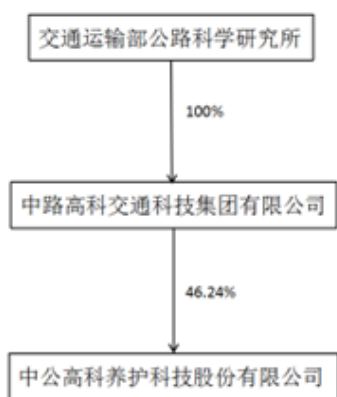 交通运输部公路科学研究所
100%
中路高科交通科技集团有限公司
46.24%
中公高科养护科技股份有限公司